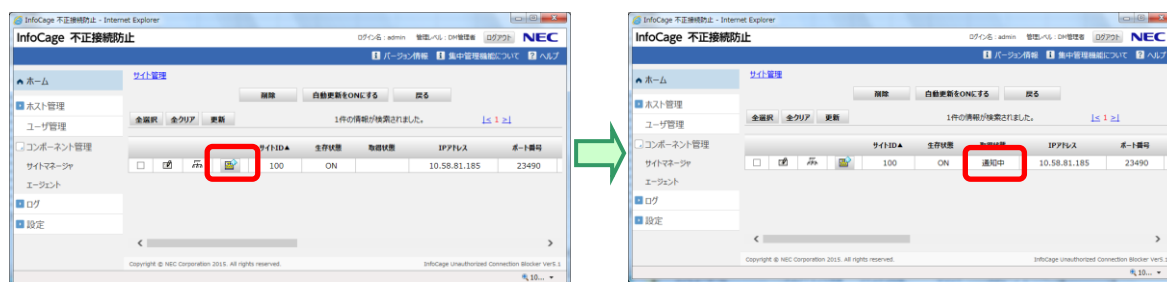 InfoCage 不正接続防止 - Internet Explorer
InfoCage 不正接続防止
ログイン名 : admin 管理レベル : DM管理者 ログアウト NEC
バージョン情報 集中管理機能について ヘルプ
ホーム
ホスト管理
ユーザ管理
コンポーネント管理
サイトマネージャ
エージェント
ログ
設定
サイト管理
削除 自動更新をONにする 戻る
全選択 全クリア 更新 1件の情報が検索されました。 |≤ 1 ≥|
サイトID▲ 生存状態 取得状態 IPアドレス ポート番号
100 ON 10.58.81.185 23490
Copyright © NEC Corporation 2015. All rights reserved. InfoCage Unauthorized Connection Blocker Ver5.1
10...
InfoCage 不正接続防止 - Internet Explorer
InfoCage 不正接続防止
ログイン名 : admin 管理レベル : DM管理者 ログアウト NEC
バージョン情報 集中管理機能について ヘルプ
ホーム
ホスト管理
ユーザ管理
コンポーネント管理
サイトマネージャ
エージェント
ログ
設定
サイト管理
削除 自動更新をONにする 戻る
全選択 全クリア 更新 1件の情報が検索されました。 |≤ 1 ≥|
サイトID▲ 生存状態 取得状態 IPアドレス ポート番号
100 ON 通知中 10.58.81.185 23490
Copyright © NEC Corporation 2015. All rights reserved. InfoCage Unauthorized Connection Blocker Ver5.1
10...